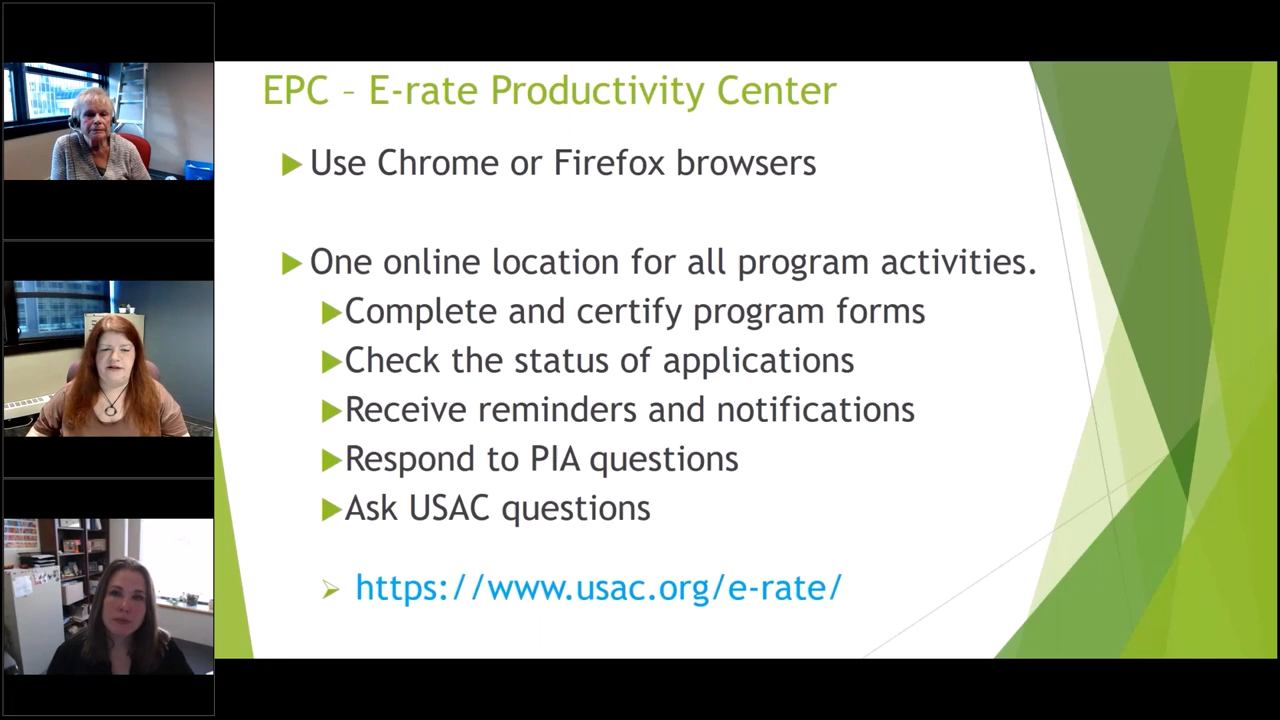 EPC – E-rate Productivity Center
Use Chrome or Firefox browsers
One online location for all program activities.
Complete and certify program forms
Check the status of applications
Receive reminders and notifications
Respond to PIA questions
Ask USAC questions
https://www.usac.org/e-rate/